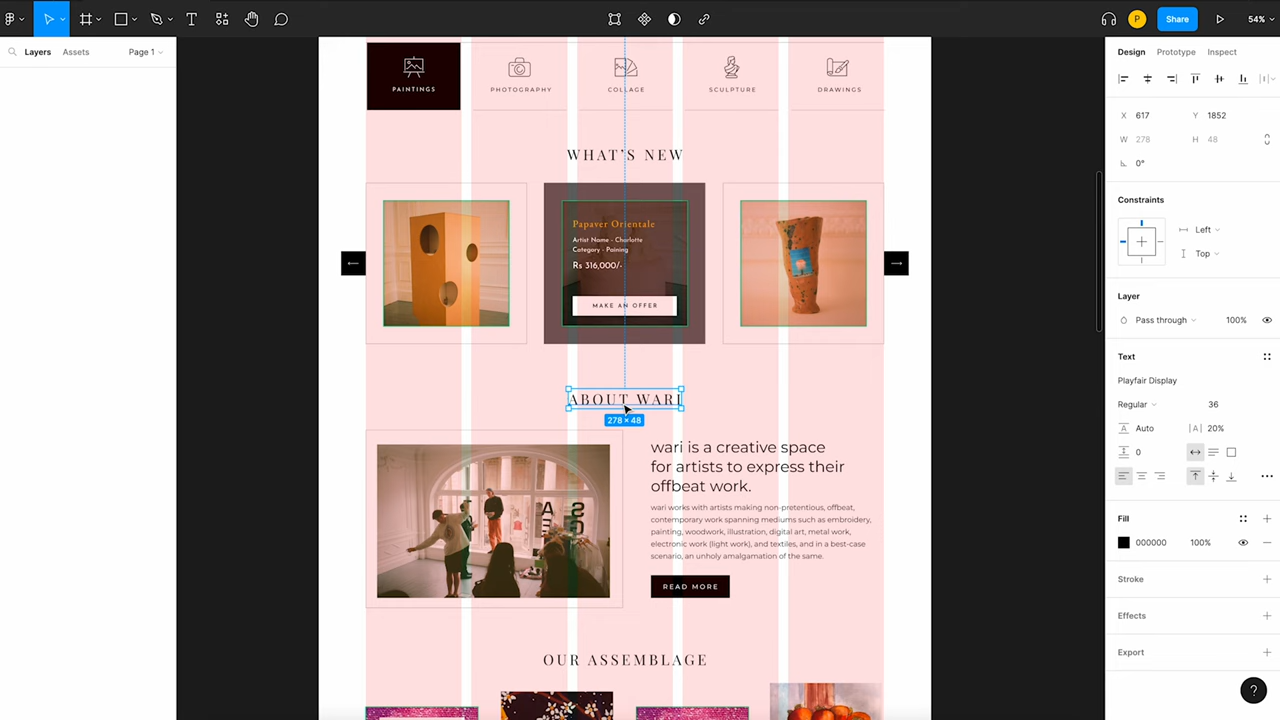 Layers Assets Page 1
P Share 54%
Design Prototype Inspect
X 617 Y 1852
W 278 H 48
0°
Constraints
Left
Top
Layer
Pass through 100%
Text
Playfair Display
Regular 36
A Auto |A| 20%
0
Fill
000000 100%
Stroke
Effects
Export
?
PAINTINGS PHOTOGRAPHY COLLAGE SCULPTURE DRAWINGS
WHAT'S NEW
Papaver Orientale
Artist Name - Charlotte
Category - Paining
Rs 316,000/-
MAKE AN OFFER
ABOUT WARI
278 × 48
wari is a creative space
for artists to express their
offbeat work.
wari works with artists making non-pretentious, offbeat,
contemporary work spanning mediums such as embroidery,
painting, woodwork, illustration, digital art, metal work,
electronic work (light work), and textiles, and in a best-case
scenario, an unholy amalgamation of the same.
READ MORE
OUR ASSEMBLAGE